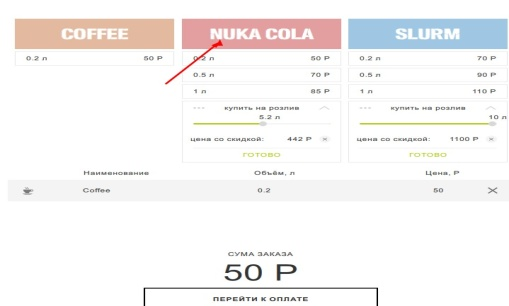 COFFEE NUKA COLA SLURM
0.2 л 50 Р 0.2 л 50 Р 0.2 л 70 Р
0.5 л 70 Р 0.5 л 90 Р
1 л 85 Р 1 л 110 Р
--- купить на розлив --- купить на розлив
5.2 л 10 л
цена со скидкой: 442 Р × цена со скидкой: 1100 Р ×
ГОТОВО ГОТОВО
Наименование Объём, л Цена, Р
Coffee 0.2 50
СУМА ЗАКАЗА
50 Р
ПЕРЕЙТИ К ОПЛАТЕ